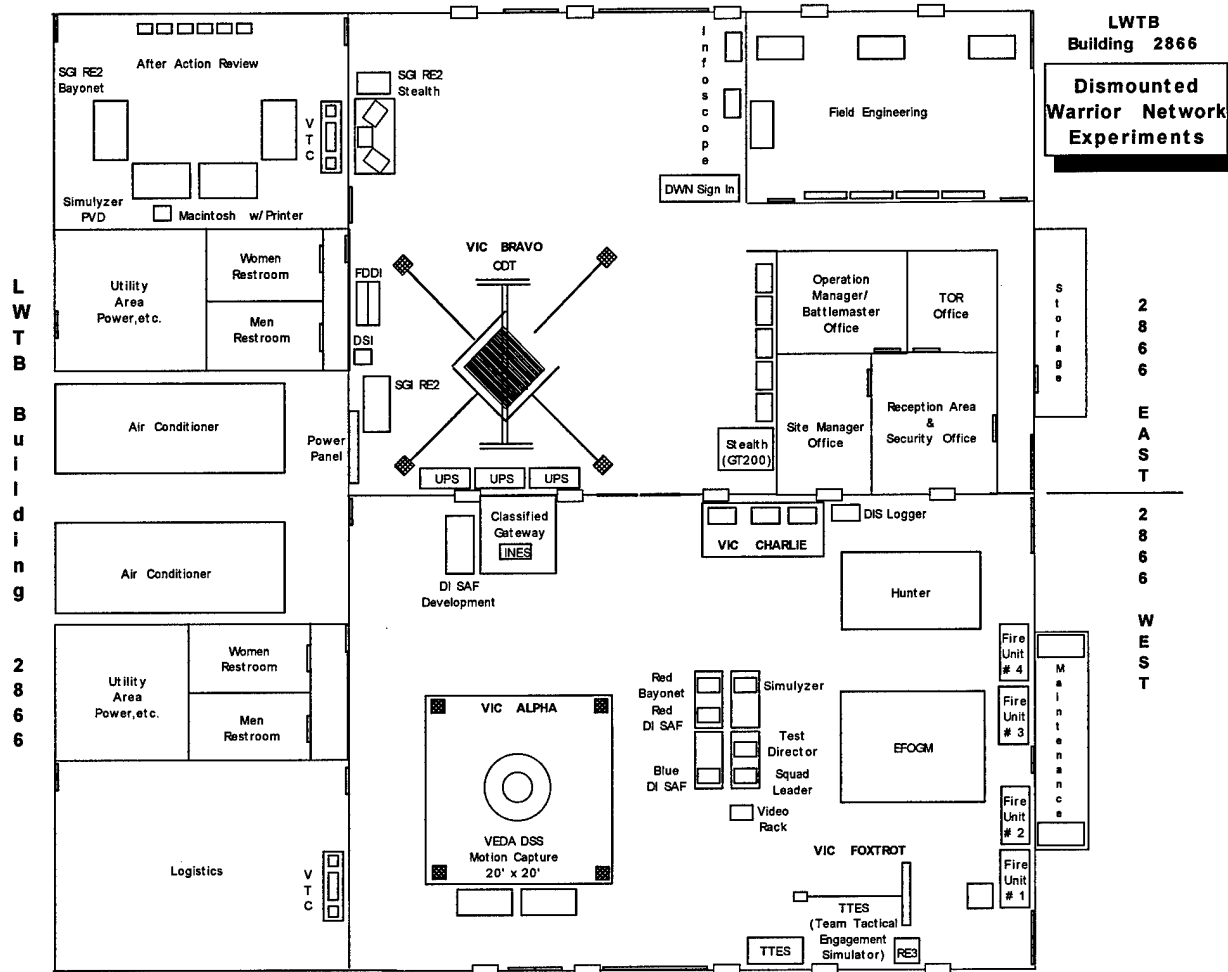 LWTB
Building 2866
Dismounted
Warrior Network
Experiments
After Action Review
SGI RE2
Bayonet
VTC
Simulyzer
PVD
Macintosh w/Printer
SGI RE2
Stealth
Infoscope
DWN Sign In
Field Engineering
Utility
Area
Power,etc.
Women
Restroom
Men
Restroom
FDDI
DSI
SGI RE2
VIC BRAVO
CDT
Operation
Manager/
Battlemaster
Office
TOR
Office
Storage
2866 EAST
LWTB Building 2866
Air Conditioner
Power
Panel
UPS
UPS
UPS
Stealth
(GT200)
Site Manager
Office
Reception Area
&
Security Office
Air Conditioner
Classified
Gateway
INES
DI SAF
Development
VIC CHARLIE
DIS Logger
Hunter
2866 WEST
Utility
Area
Power,etc.
Women
Restroom
Men
Restroom
VIC ALPHA
VEDA DSS
Motion Capture
20' x 20'
Red
Bayonet
Red
DI SAF
Blue
DI SAF
Simulyzer
Test
Director
Squad
Leader
Video
Rack
EFOGM
Fire
Unit
# 4
Fire
Unit
# 3
Fire
Unit
# 2
Fire
Unit
# 1
Maintenance
Logistics
VTC
VIC FOXTROT
TTES
(Team Tactical
Engagement
Simulator)
TTES
RE3